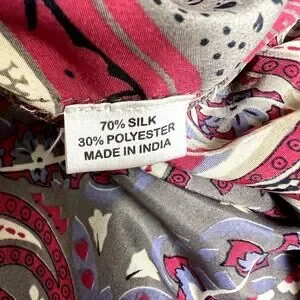 70% SILK
30% POLYESTER
MADE IN INDIA